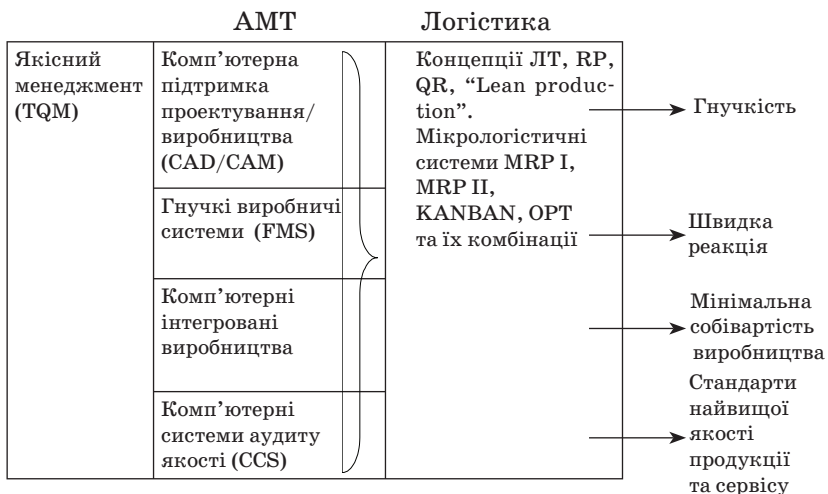 АМТ
Логістика
Якісний
менеджмент
(TQM)
Комп’ютерна
підтримка
проектування/
виробництва
(CAD/CAM)
Гнучкі виробничі
системи (FMS)
Комп’ютерні
інтегровані
виробництва
Комп’ютерні
системи аудиту
якості (CCS)
Концепції ЛТ, RP,
QR, “Lean produc-
tion”.
Мікрологістичні
системи MRP I,
MRP II,
KANBAN, OPT
та їх комбінації
Гнучкість
Швидка
реакція
Мінімальна
собівартість
виробництва
Стандарти
найвищої
якості
продукції
та сервісу